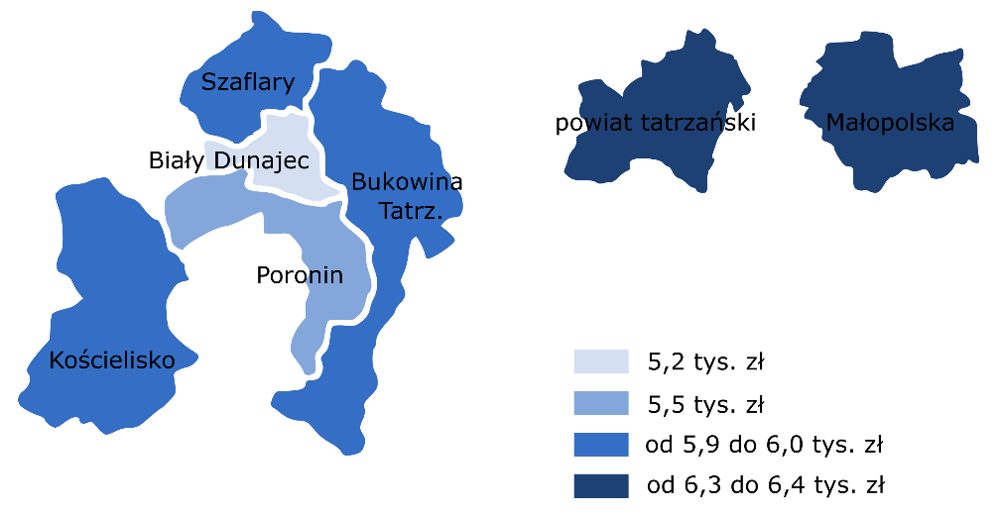 Szaflary
Biały Dunajec
Bukowina
Tatrz.
Poronin
Kościelisko
powiat tatrzański
Małopolska
5,2 tys. zł
5,5 tys. zł
od 5,9 do 6,0 tys. zł
od 6,3 do 6,4 tys. zł